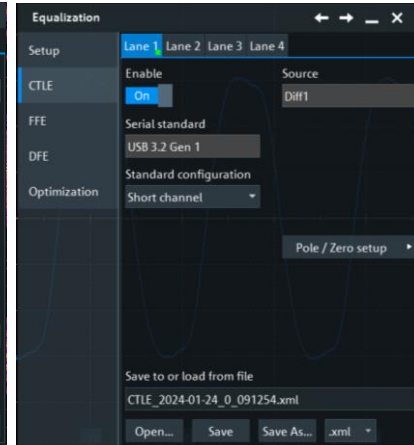 Equalization
Setup
CTLE
FFE
DFE
Optimization
Lane 1 Lane 2 Lane 3 Lane 4
Enable Source
On Diff1
Serial standard
USB 3.2 Gen 1
Standard configuration
Short channel
Pole / Zero setup
Save to or load from file
CTLE_2024-01-24_0_091254.xml
Open... Save Save As... .xml